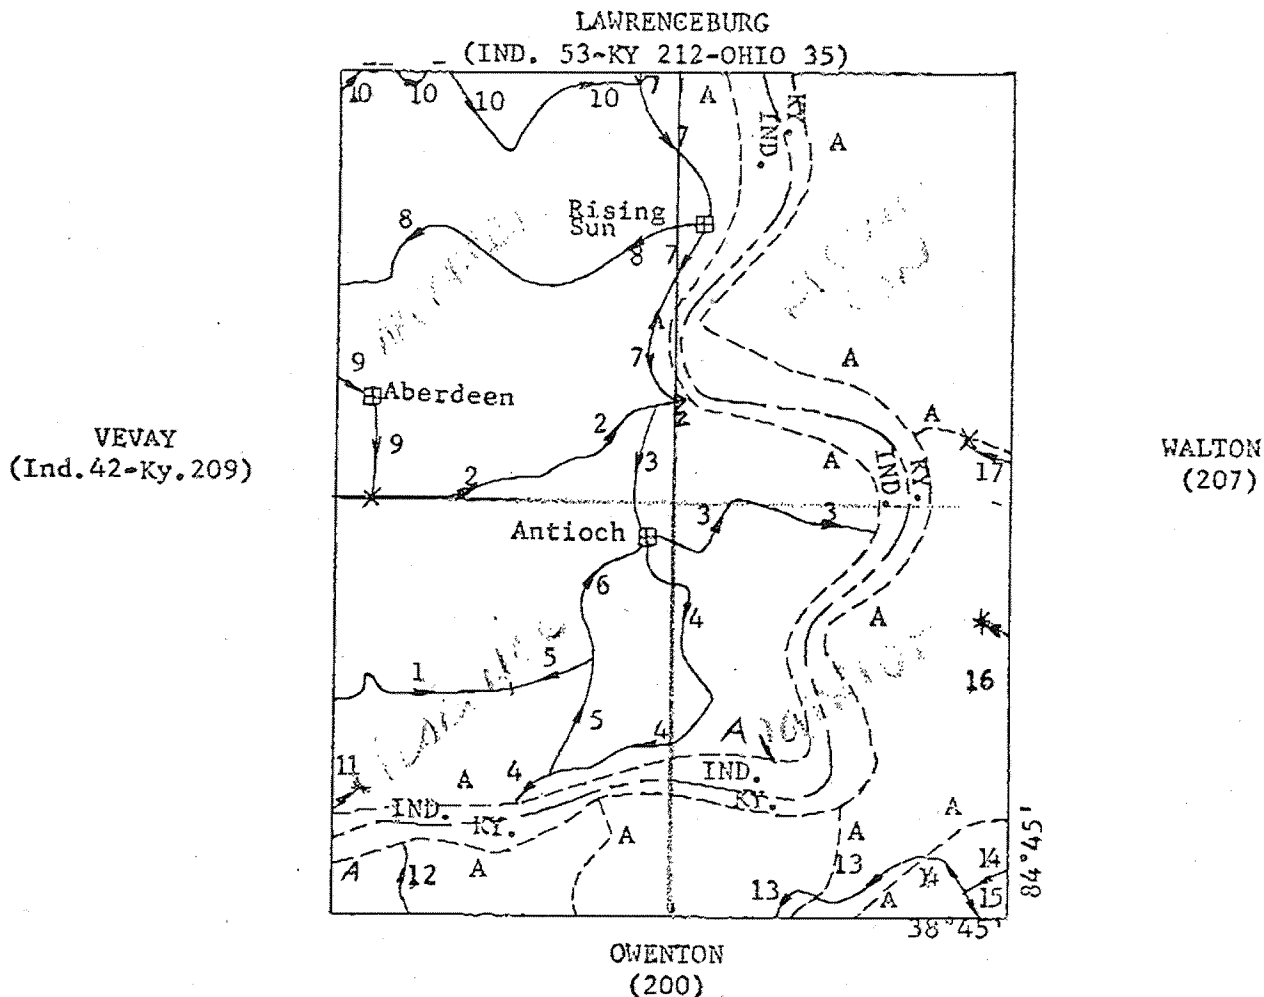 LAWRENCEBURG
(IND. 53-KY 212-OHIO 35)
10 10 10 10 7 A
KY.
IND.
7
A
Rising
Sun
8
8 7
A
7
A
9
Aberdeen
2
2
A
A
VEVAY
(Ind.42-Ky.209)
WALTON
(207)
9
3
IND.
KY.
17
2
3 3
Antioch
6
4
A
1 5
16
5
4
A
11
4
A
IND.
KY.
IND.
KY.
A
A
A
12
A
13
14
14
13
A
15
84°45'
38°45'
OWENTON
(200)